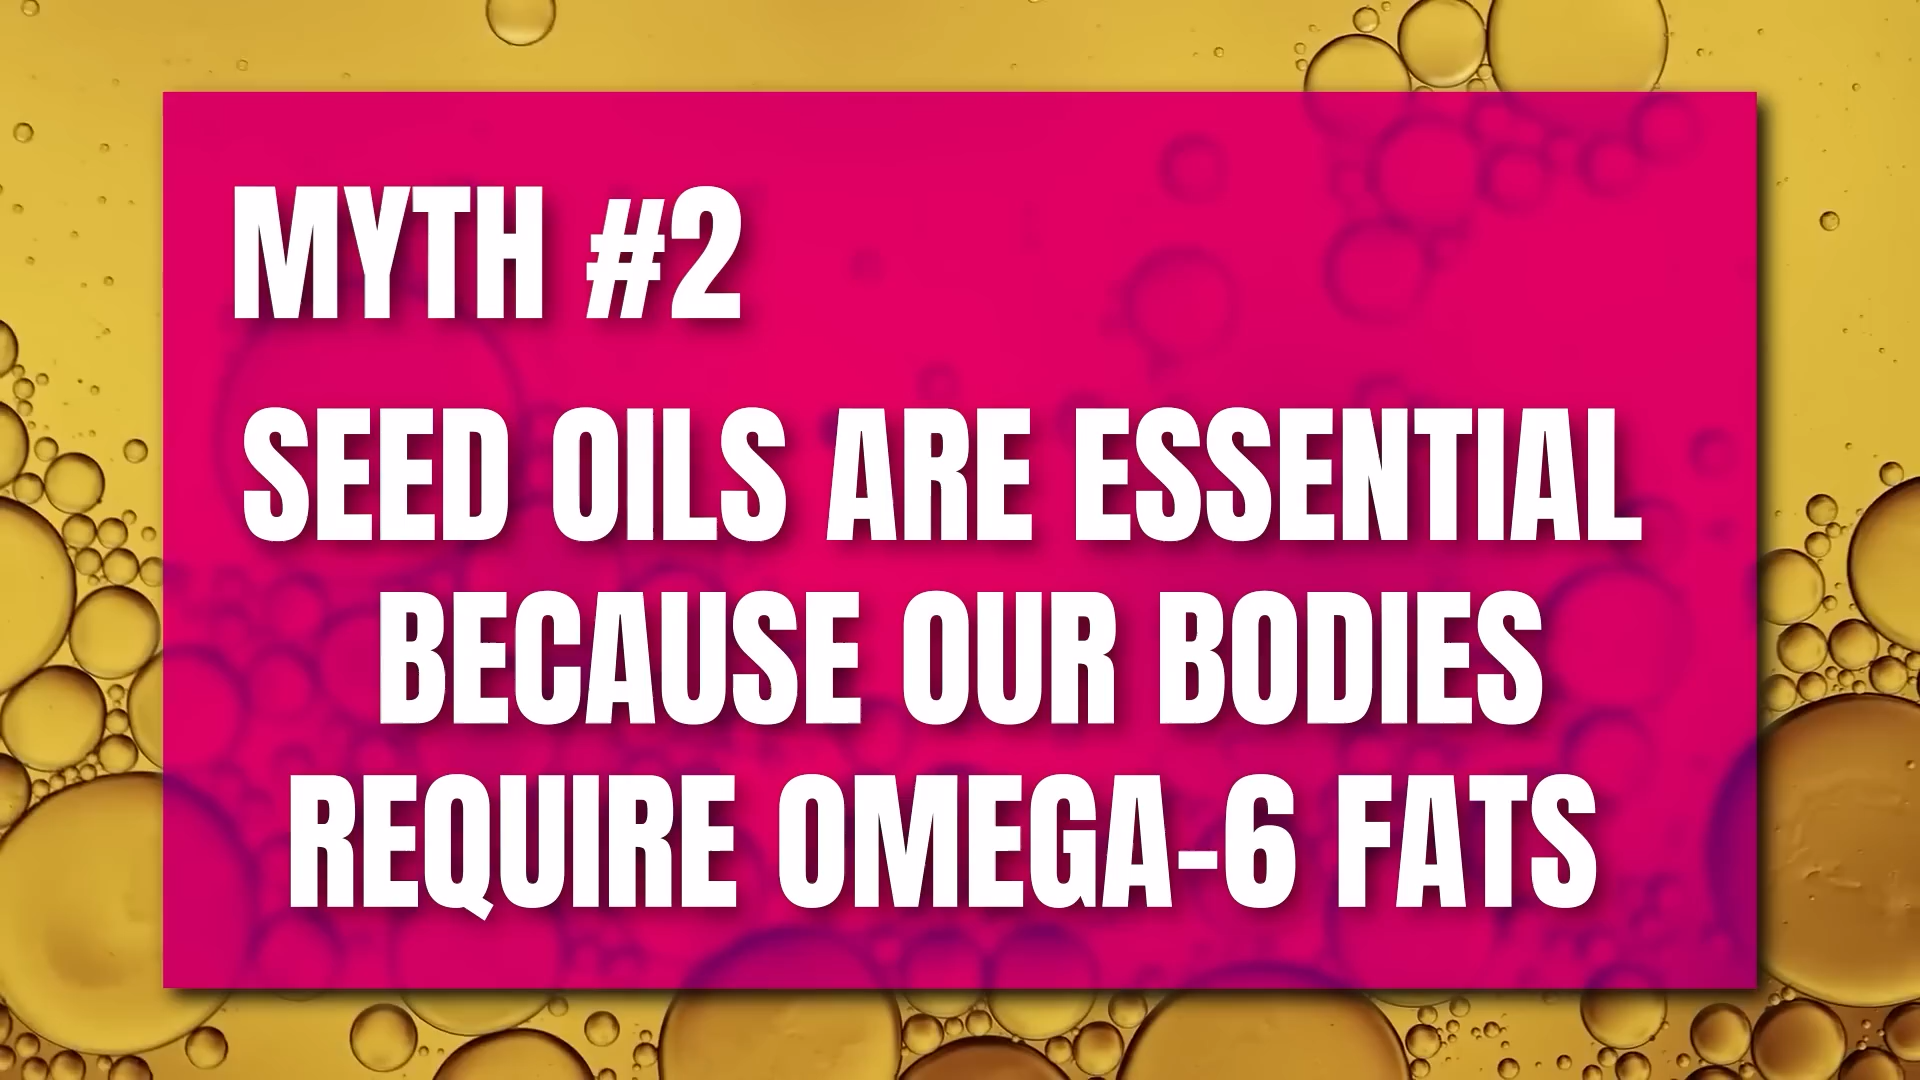 MYTH #2
SEED OILS ARE ESSENTIAL
BECAUSE OUR BODIES
REQUIRE OMEGA-6 FATS